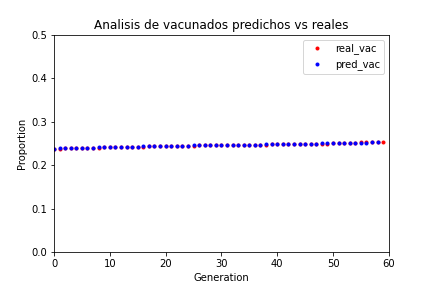 Analisis de vacunados predichos vs reales
real_vac
pred_vac
Proportion
0.5
0.4
0.3
0.2
0.1
0.0
0 10 20 30 40 50 60
Generation